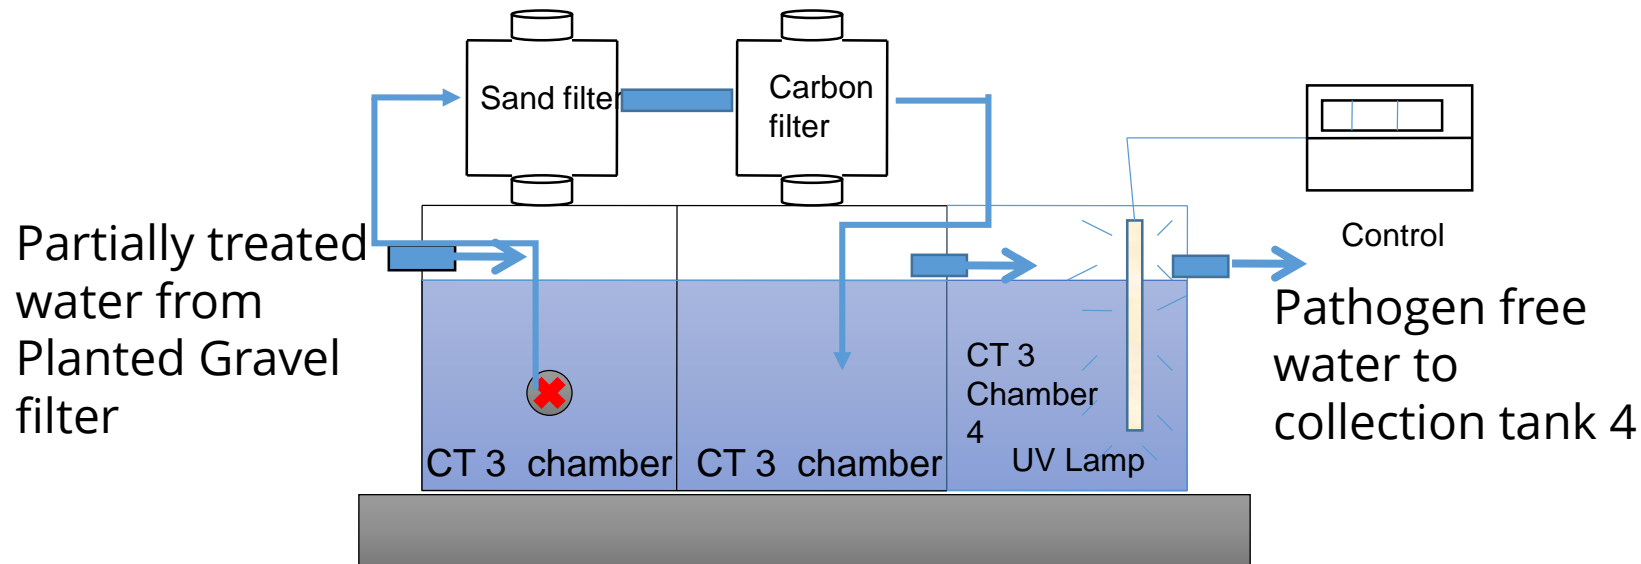 Sand filter
Carbon
filter
Control
Partially treated
water from
Planted Gravel
filter
CT 3 chamber
CT 3 chamber
CT 3
Chamber
4
UV Lamp
Pathogen free
water to
collection tank 4